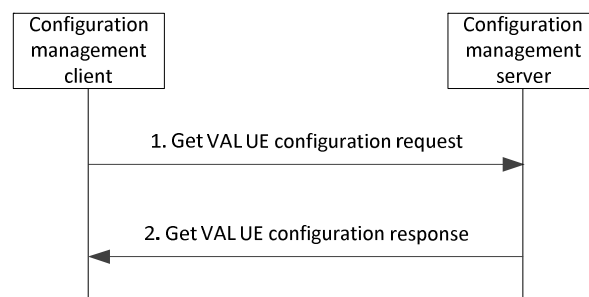 Configuration
management
client
Configuration
management
server
1. Get VAL UE configuration request
2. Get VAL UE configuration response